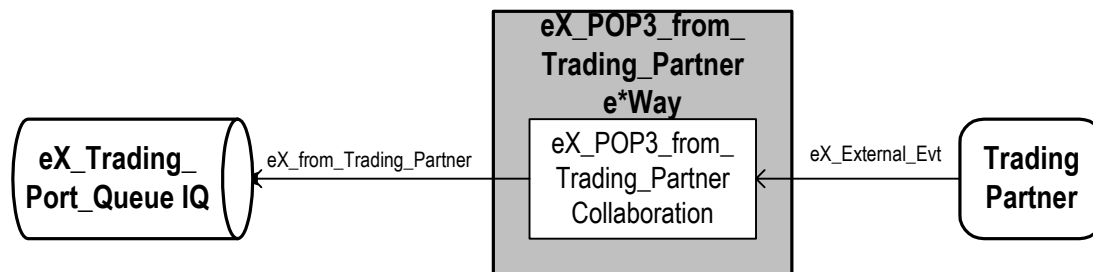 eX_POP3_from_
Trading_Partner
e*Way
eX_Trading_
Port_Queue IQ
eX_from_Trading_Partner
eX_POP3_from_
Trading_Partner
Collaboration
eX_External_Evt
Trading
Partner